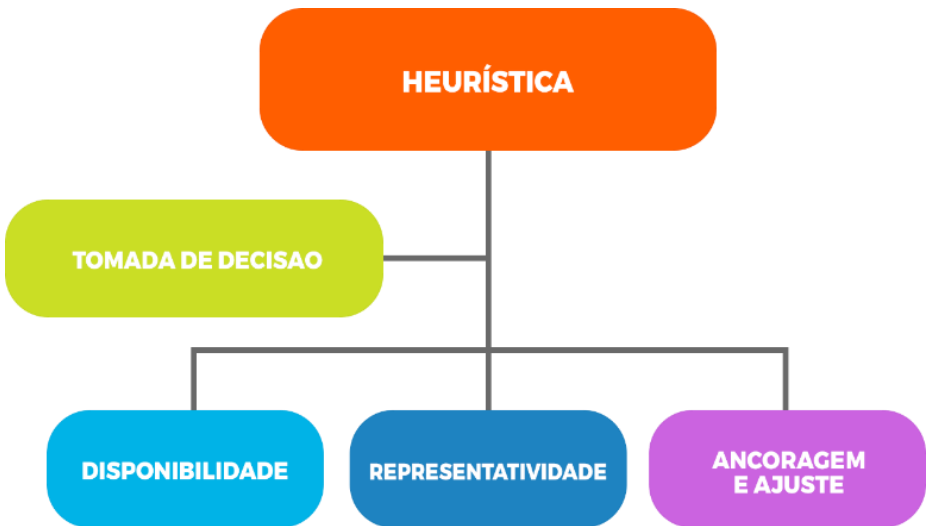 HEURÍSTICA
TOMADA DE DECISAO
DISPONIBILIDADE
REPRESENTATIVIDADE
ANCORAGEM
E AJUSTE